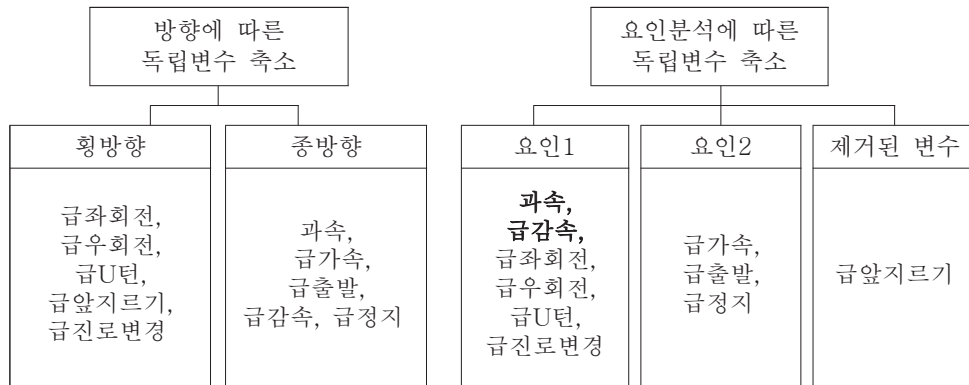 방향에 따른
독립변수 축소
횡방향
급좌회전,
급우회전,
급U턴,
급앞지르기,
급진로변경
종방향
과속,
급가속,
급출발,
급감속, 급정지
요인분석에 따른
독립변수 축소
요인1
과속,
급감속,
급좌회전,
급우회전,
급U턴,
급진로변경
요인2
급가속,
급출발,
급정지
제거된 변수
급앞지르기